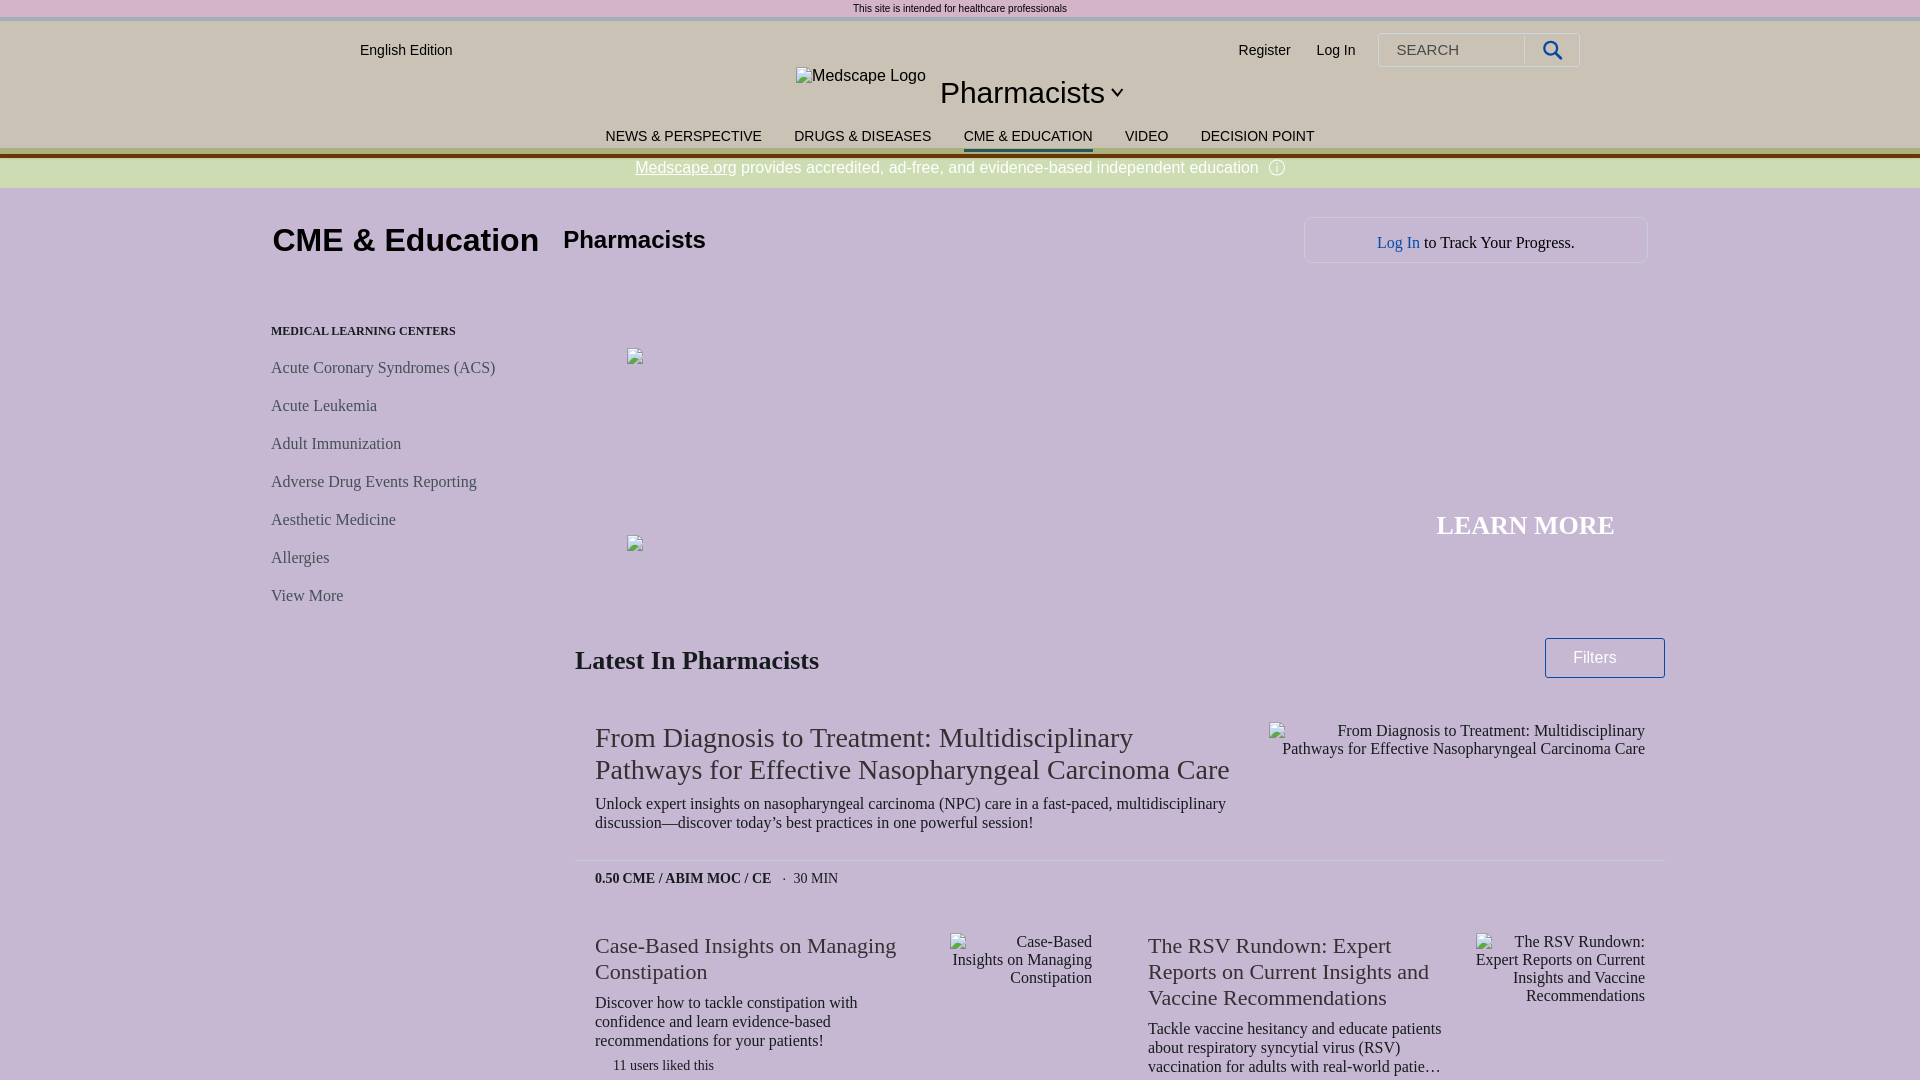 This site is intended for healthcare professionals
English Edition
Register
Log In
SEARCH
Medscape Logo
Pharmacists
NEWS & PERSPECTIVE
DRUGS & DISEASES
CME & EDUCATION
VIDEO
DECISION POINT
Medscape.org provides accredited, ad-free, and evidence-based independent education
CME & Education
Pharmacists
Log In to Track Your Progress.
MEDICAL LEARNING CENTERS
Acute Coronary Syndromes (ACS)
Acute Leukemia
Adult Immunization
Adverse Drug Events Reporting
Aesthetic Medicine
Allergies
View More
LEARN MORE
Latest In Pharmacists
Filters
From Diagnosis to Treatment: Multidisciplinary
Pathways for Effective Nasopharyngeal Carcinoma Care
Unlock expert insights on nasopharyngeal carcinoma (NPC) care in a fast-paced, multidisciplinary
discussion—discover today’s best practices in one powerful session!
From Diagnosis to Treatment: Multidisciplinary
Pathways for Effective Nasopharyngeal Carcinoma Care
0.50 CME / ABIM MOC / CE · 30 MIN
Case-Based Insights on Managing
Constipation
Discover how to tackle constipation with
confidence and learn evidence-based
recommendations for your patients!
11 users liked this
Case-Based
Insights on Managing
Constipation
The RSV Rundown: Expert
Reports on Current Insights and
Vaccine Recommendations
Tackle vaccine hesitancy and educate patients
about respiratory syncytial virus (RSV)
vaccination for adults with real-world patie…
The RSV Rundown:
Expert Reports on Current
Insights and Vaccine
Recommendations